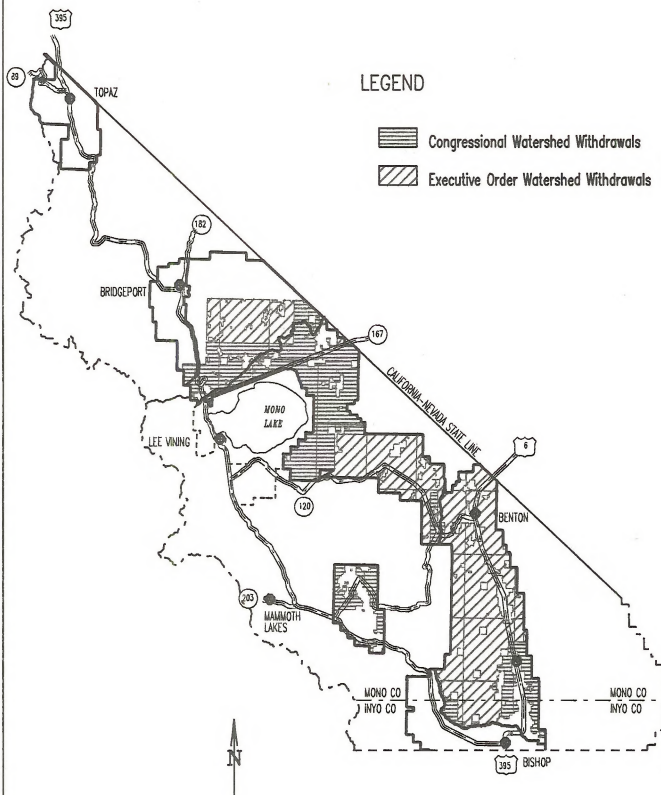 395
89
TOPAZ
LEGEND
Congressional Watershed Withdrawals
Executive Order Watershed Withdrawals
182
BRIDGEPORT
167
CALIFORNIA-NEVADA STATE LINE
MONO
LAKE
LEE VINING
6
120
BENTON
203
MAMMOTH
LAKES
MONO CO
INYO CO
MONO CO
INYO CO
N
395
BISHOP